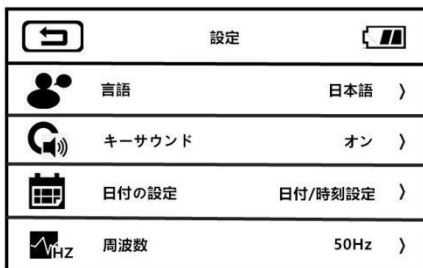 設定
言語 日本語 〉
キーサウンド オン 〉
日付の設定 日付/時刻設定 〉
HZ 周波数 50Hz 〉